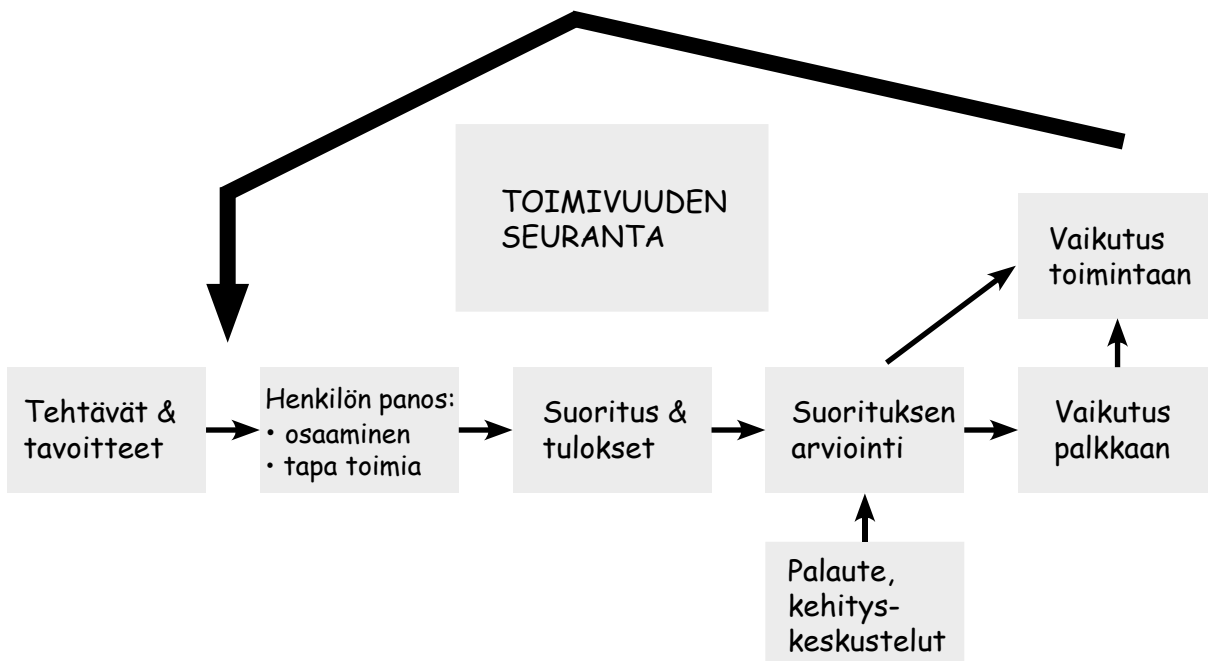 TOIMIVUUDEN
SEURANTA
Vaikutus
toimintaan
Tehtävät &
tavoitteet
Henkilön panos:
• osaaminen
• tapa toimia
Suoritus &
tulokset
Suorituksen
arviointi
Vaikutus
palkkaan
Palaute,
kehitys-
keskustelut